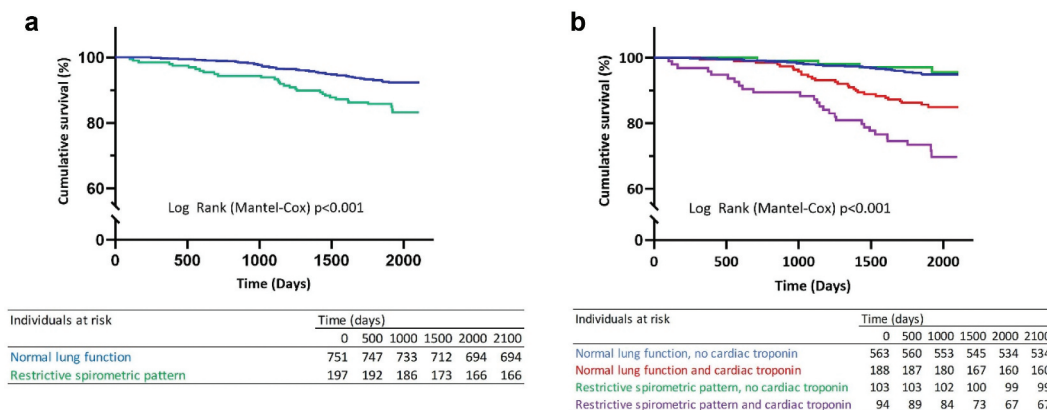 a
Cumulative survival (%)
100
80
60
0
Log Rank (Mantel-Cox) p<0.001
0 500 1000 1500 2000
Time (Days)
Individuals at risk Time (days)
0 500 1000 1500 2000 2100
Normal lung function 751 747 733 712 694 694
Restrictive spirometric pattern 197 192 186 173 166 166
b
Cumulative survival (%)
100
80
60
0
Log Rank (Mantel-Cox) p<0.001
0 500 1000 1500 2000
Time (Days)
Individuals at risk Time (days)
0 500 1000 1500 2000 2100
Normal lung function, no cardiac troponin 563 560 553 545 534 534
Normal lung function and cardiac troponin 188 187 180 167 160 160
Restrictive spirometric pattern, no cardiac troponin 103 103 102 100 99 99
Restrictive spirometric pattern and cardiac troponin 94 89 84 73 67 67